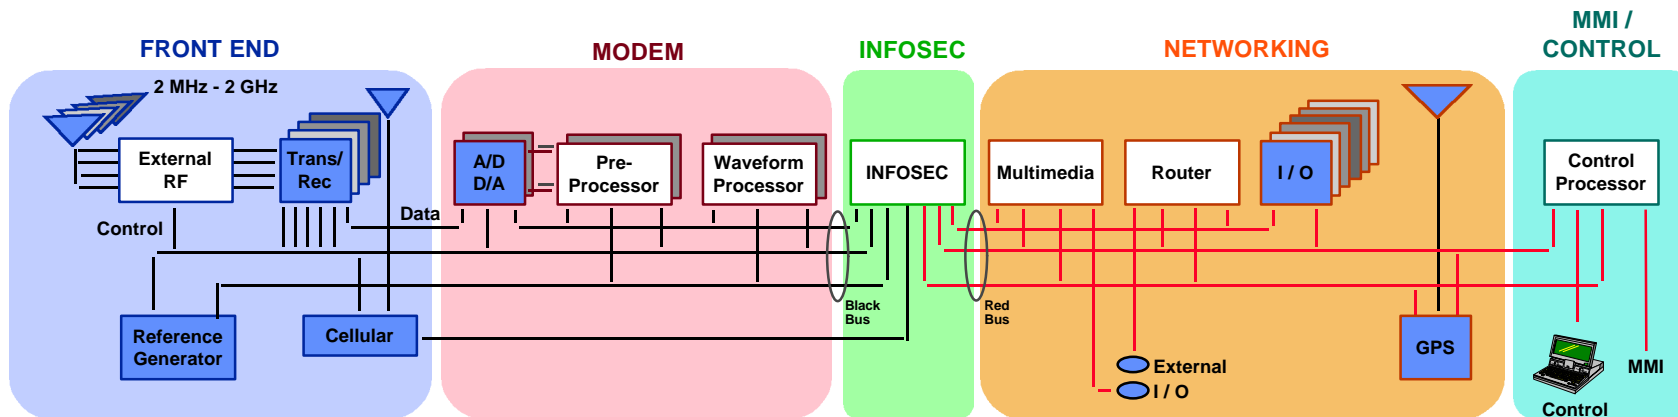 FRONT END
MODEM
INFOSEC
NETWORKING
MMI /
CONTROL
2 MHz - 2 GHz
External
RF
Trans/
Rec
Control
Data
Reference
Generator
Cellular
A/D
D/A
Pre-
Processor
Waveform
Processor
INFOSEC
Black
Bus
Red
Bus
Multimedia
Router
I / O
External
I / O
GPS
Control
Processor
Control
MMI